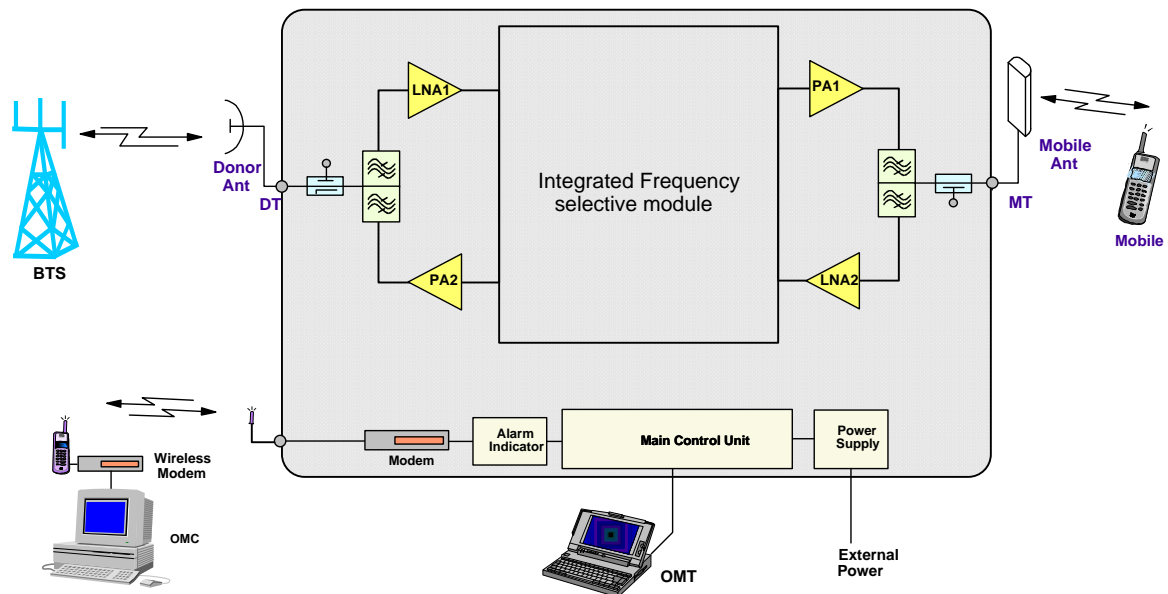 LNA1
PA1
Donor
Ant
DT
Integrated Frequency
selective module
Mobile
Ant
MT
Mobile
BTS
PA2
LNA2
Wireless
Modem
OMC
Modem
Alarm
Indicator
Main Control Unit
Power
Supply
OMT
External
Power